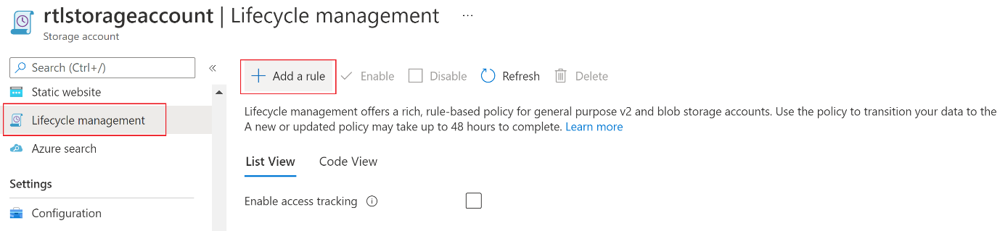 rtlstorageaccount | Lifecycle management ...
Storage account
Search (Ctrl+/)
«
Static website
Lifecycle management
Azure search
Settings
Configuration
Add a rule Enable Disable Refresh Delete
Lifecycle management offers a rich, rule-based policy for general purpose v2 and blob storage accounts. Use the policy to transition your data to the
A new or updated policy may take up to 48 hours to complete. Learn more
List View Code View
Enable access tracking